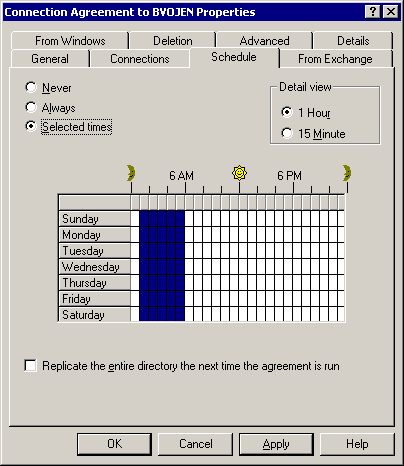 Connection Agreement to BVOJEN Properties
From Windows Deletion Advanced Details
General Connections Schedule From Exchange
Never
Always
Selected times
Detail view
1 Hour
15 Minute
6 AM 6 PM
Sunday
Monday
Tuesday
Wednesday
Thursday
Friday
Saturday
Replicate the entire directory the next time the agreement is run
OK Cancel Apply Help